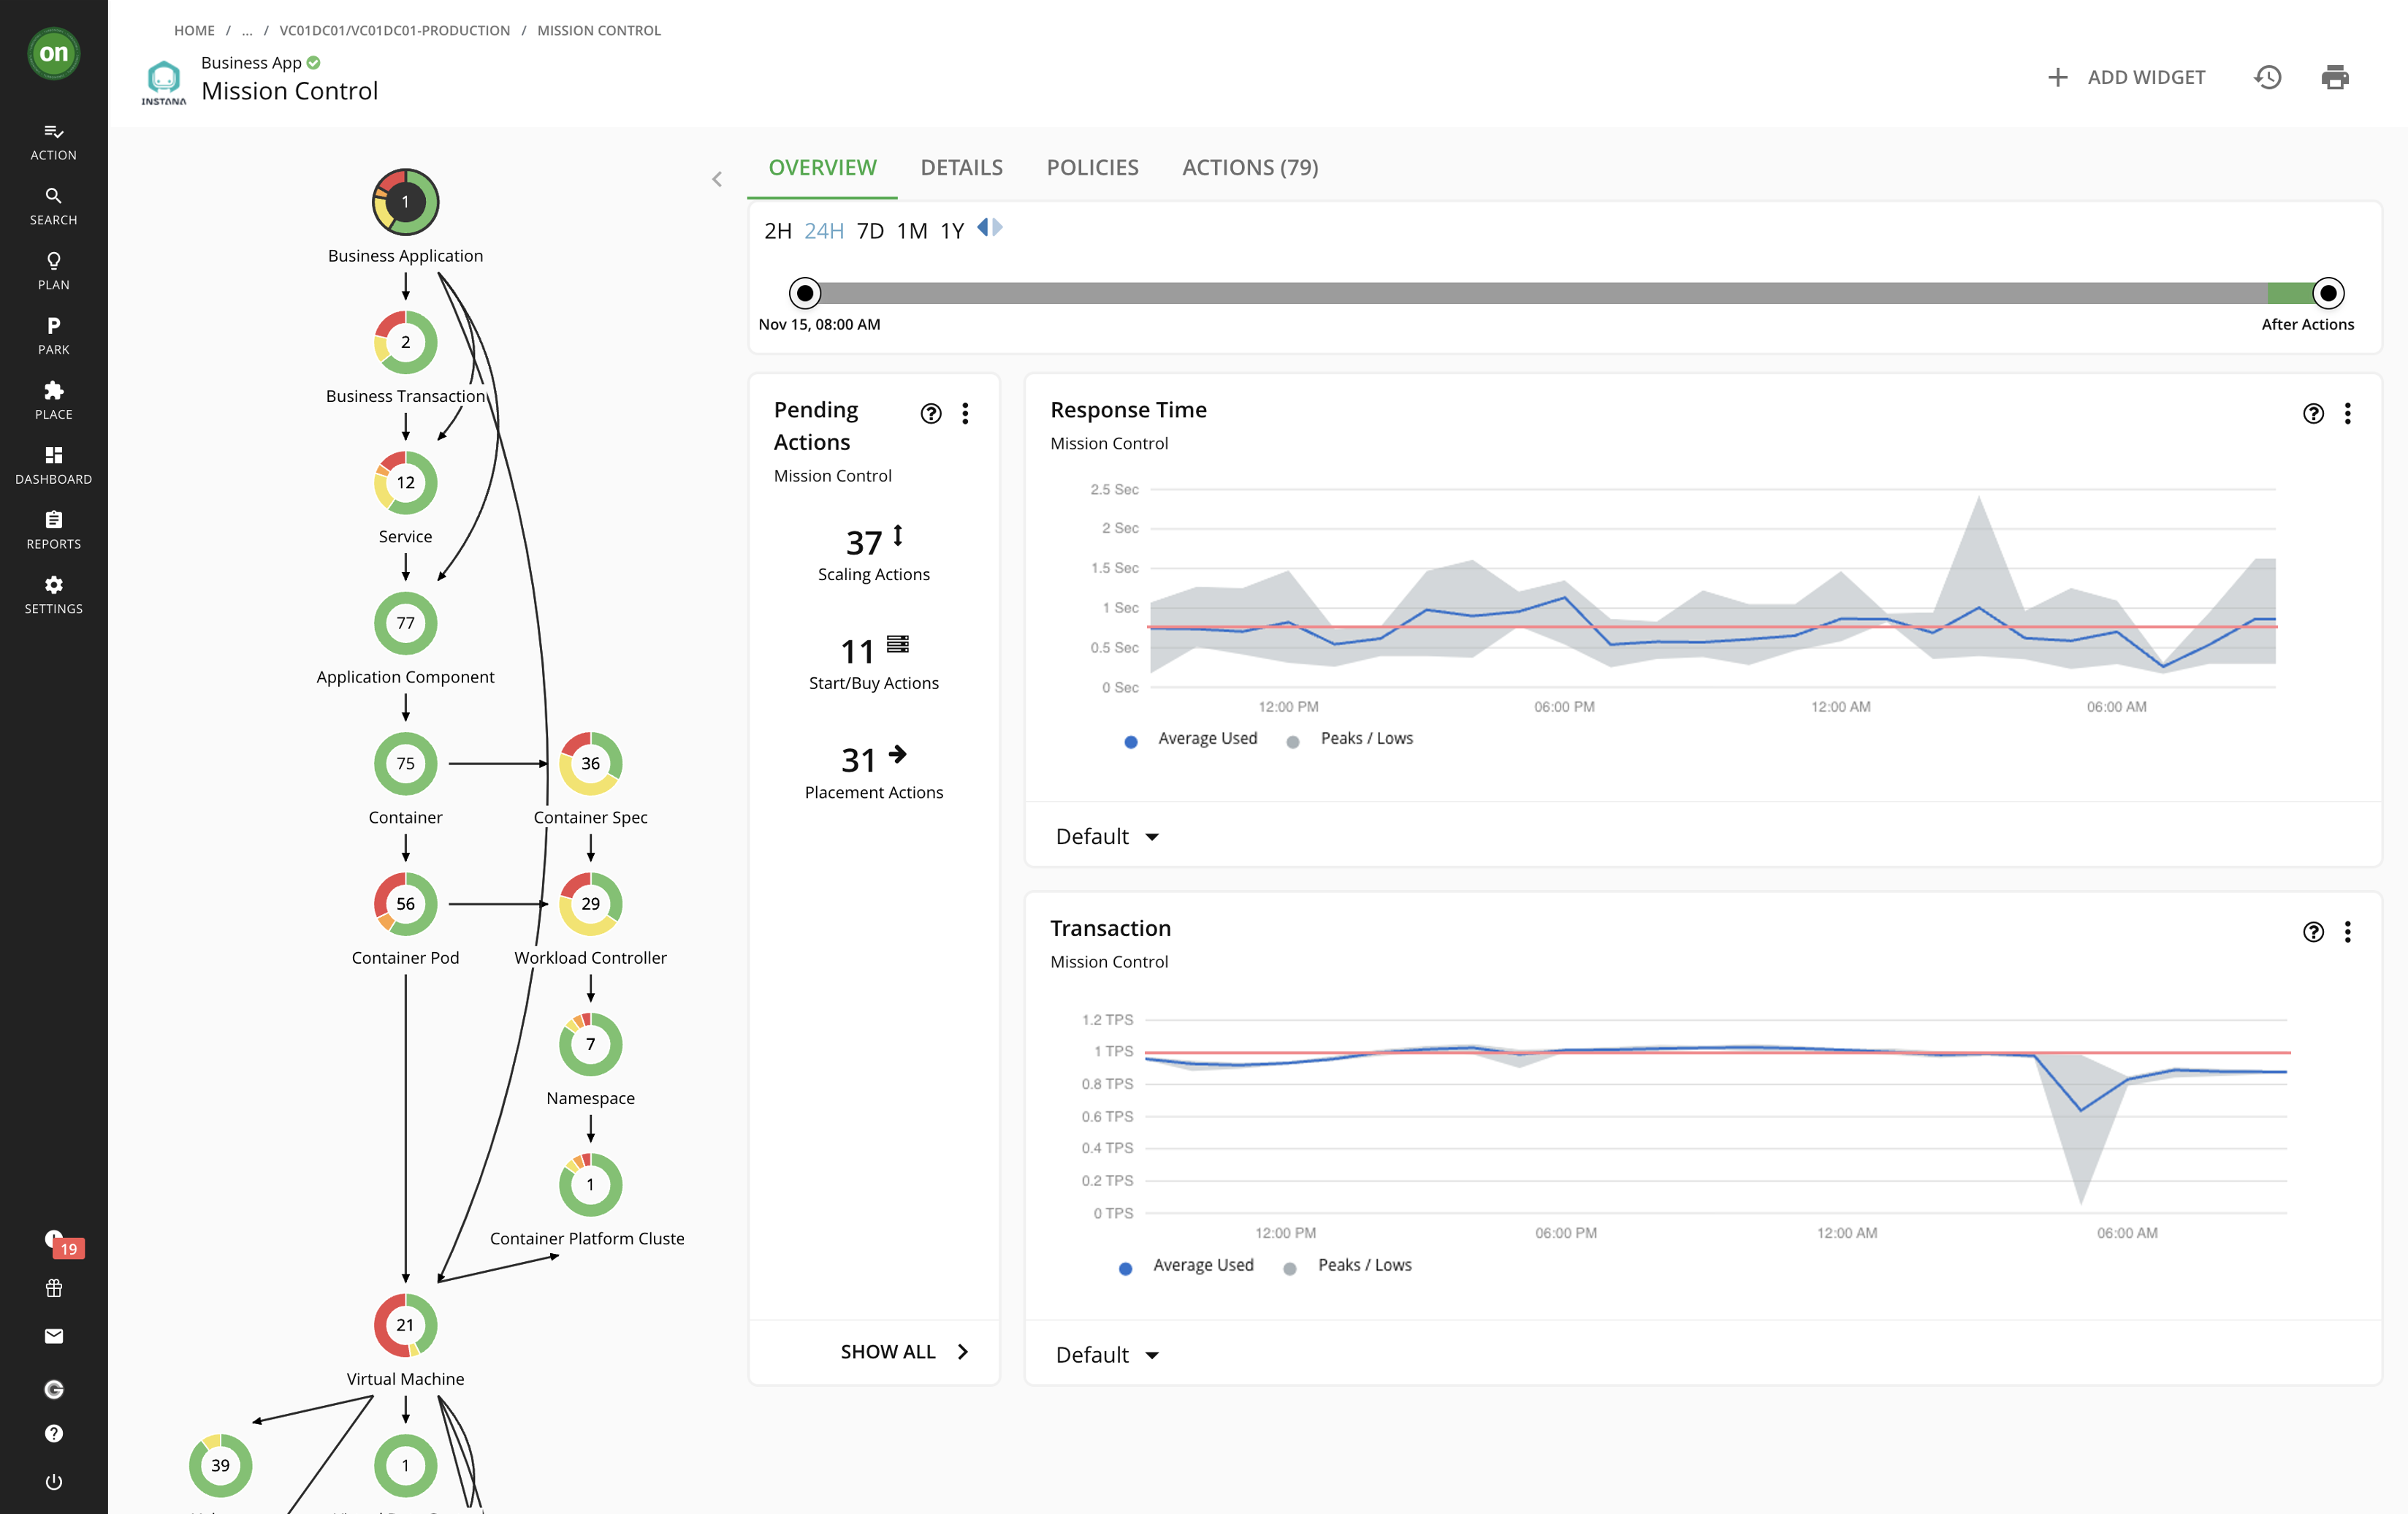 on
ACTION
SEARCH
PLAN
P
PARK
PLACE
DASHBOARD
REPORTS
SETTINGS
19
HOME / ... / VC01DC01/VC01DC01-PRODUCTION / MISSION CONTROL
INSTANA
Business App
Mission Control
ADD WIDGET
1
Business Application
2
Business Transaction
12
Service
77
Application Component
75
Container
36
Container Spec
56
Container Pod
29
Workload Controller
7
Namespace
1
Container Platform Cluste
21
Virtual Machine
39
1
OVERVIEW DETAILS POLICIES ACTIONS (79)
2H 24H 7D 1M 1Y
Nov 15, 08:00 AM
After Actions
Pending
Actions
Mission Control
37
Scaling Actions
11
Start/Buy Actions
31
Placement Actions
SHOW ALL
Response Time
Mission Control
2.5 Sec
2 Sec
1.5 Sec
1 Sec
0.5 Sec
0 Sec
12:00 PM 06:00 PM 12:00 AM 06:00 AM
Average Used Peaks / Lows
Default
Transaction
Mission Control
1.2 TPS
1 TPS
0.8 TPS
0.6 TPS
0.4 TPS
0.2 TPS
0 TPS
12:00 PM 06:00 PM 12:00 AM 06:00 AM
Average Used Peaks / Lows
Default